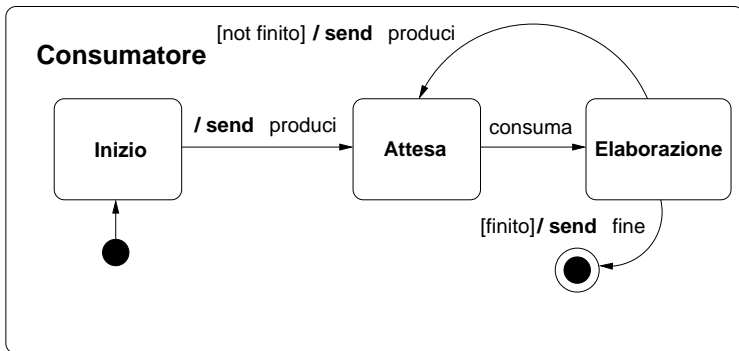 [not finito] / send produci
Consumatore
/ send produci
Inizio
Attesa
consuma
Elaborazione
[finito]/ send fine